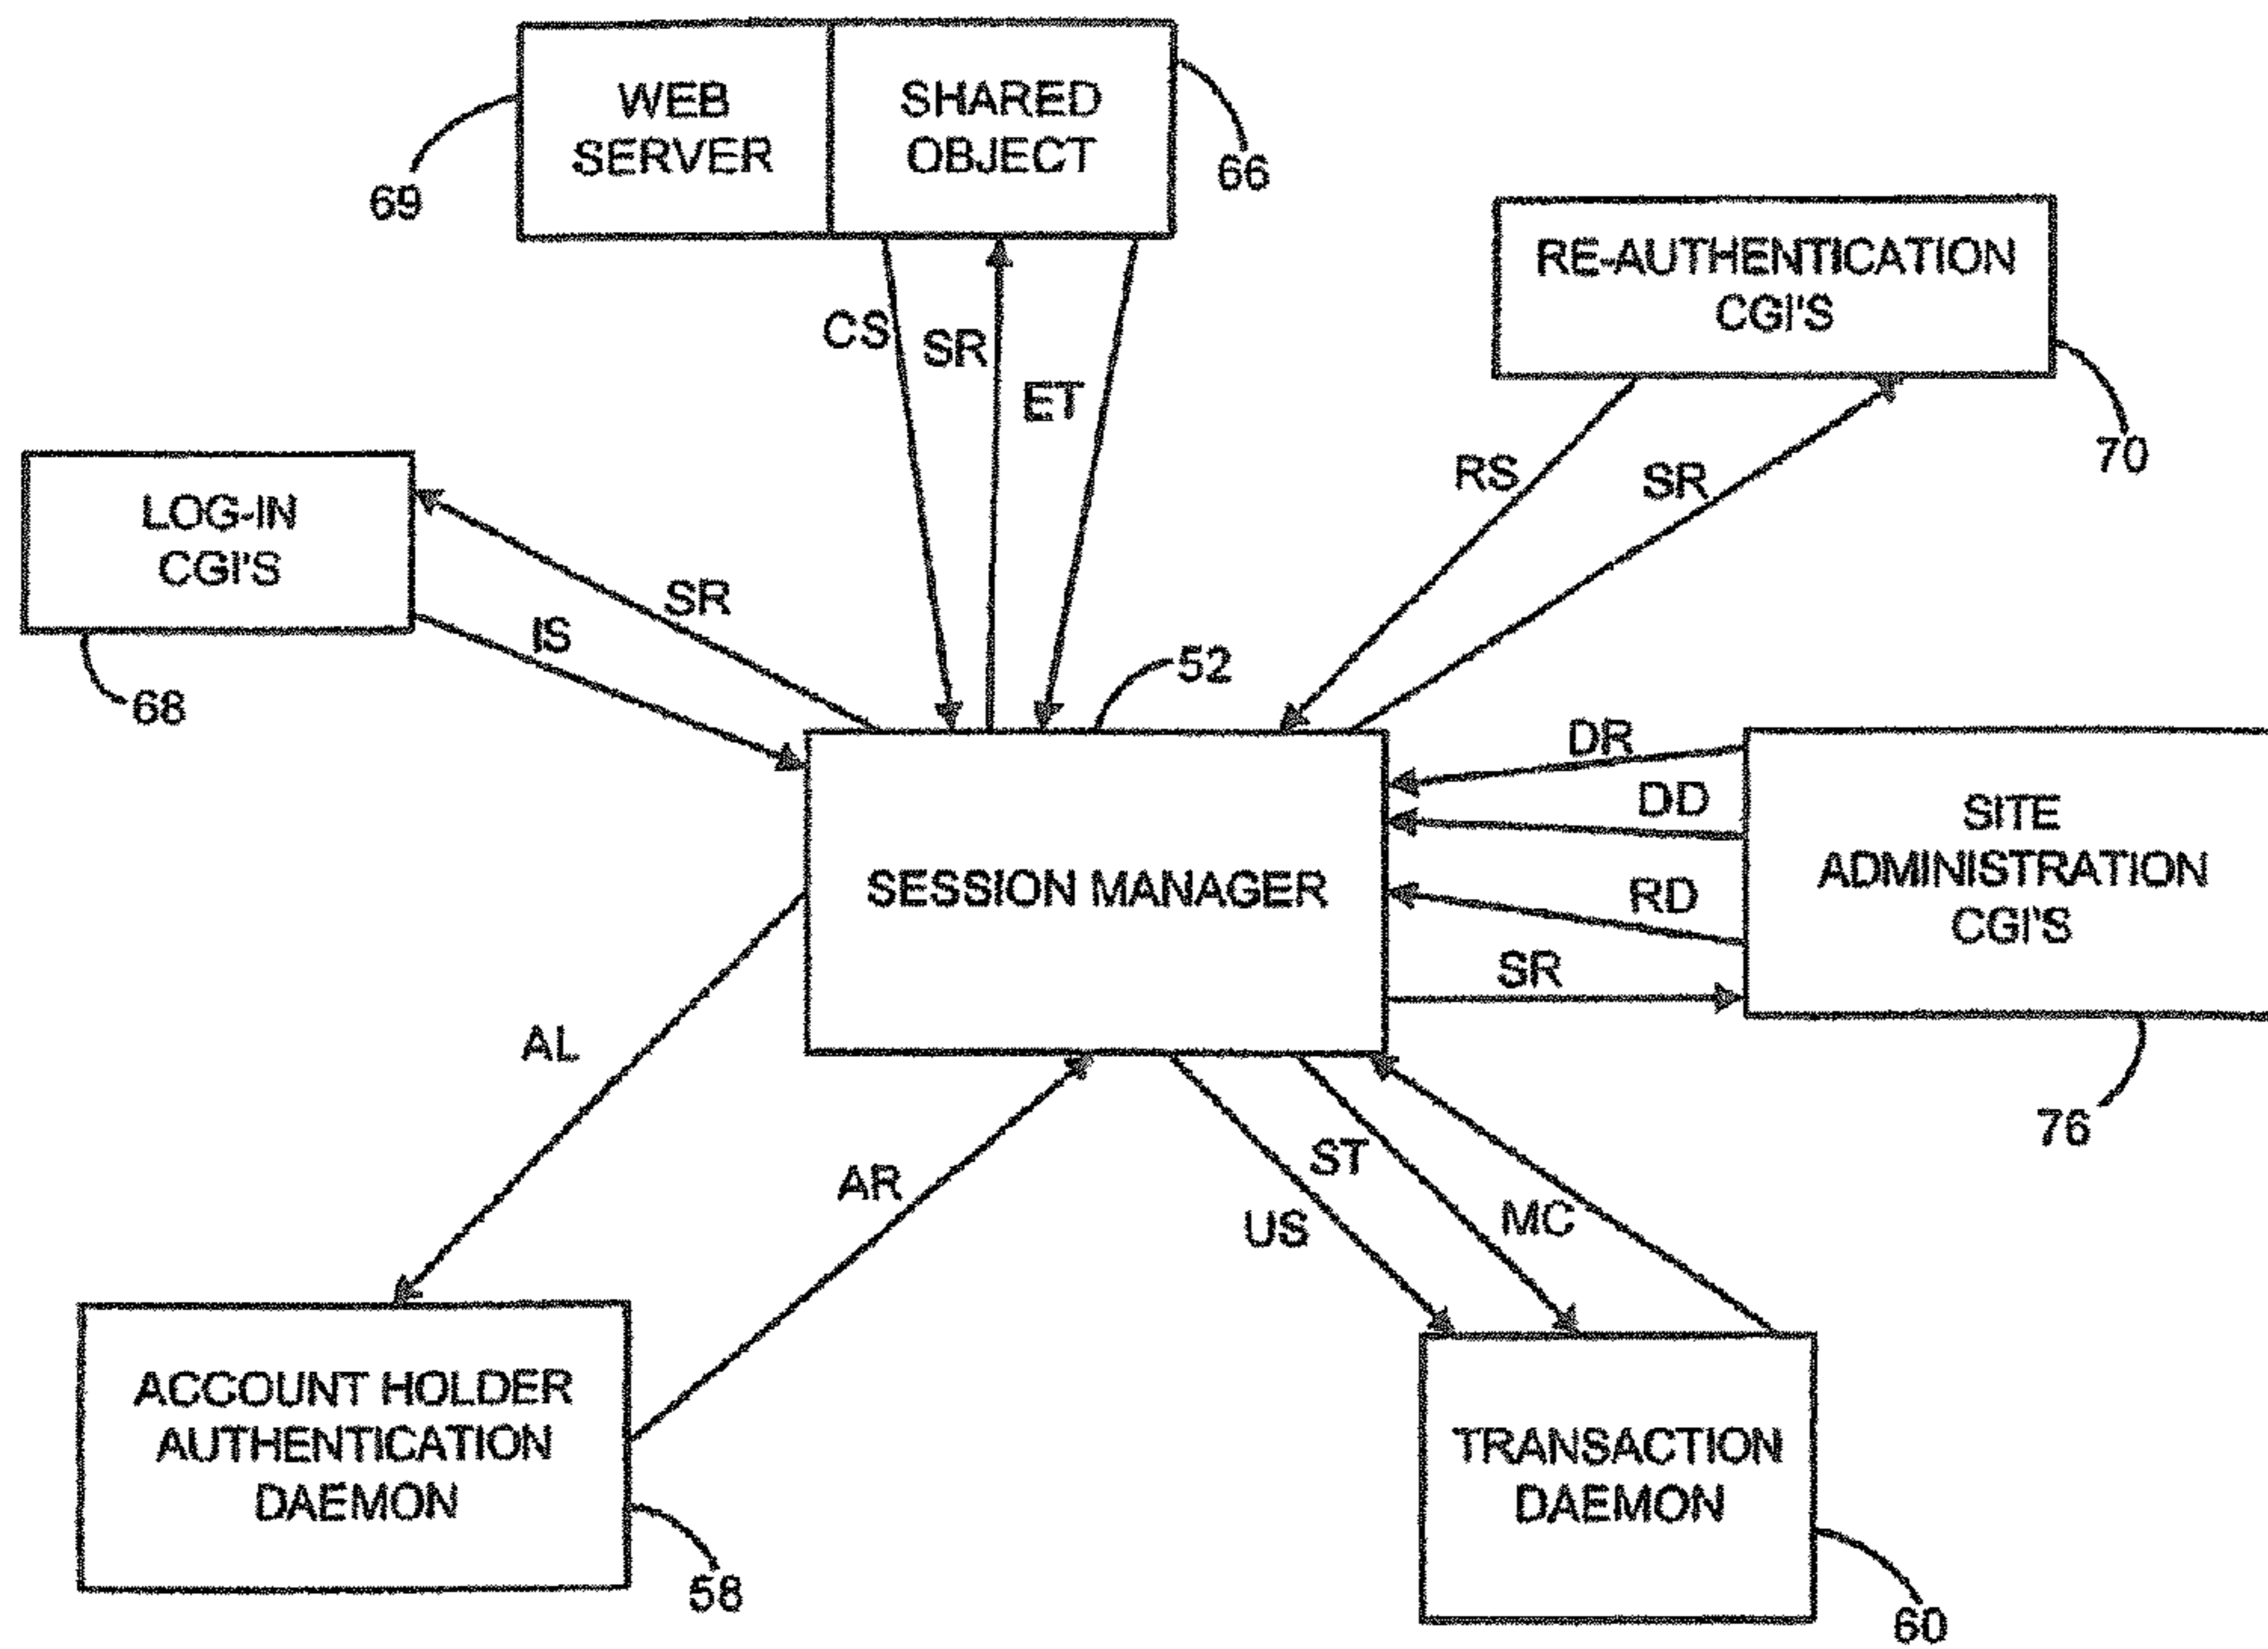 WEB
SERVER
SHARED
OBJECT
69
66
RE-AUTHENTICATION
CGI'S
70
CS
SR
ET
RS
SR
LOG-IN
CGI'S
68
SR
IS
52
SESSION MANAGER
DR
DD
RD
SR
SITE
ADMINISTRATION
CGI'S
76
AL
AR
ST
US
MC
ACCOUNT HOLDER
AUTHENTICATION
DAEMON
58
TRANSACTION
DAEMON
60